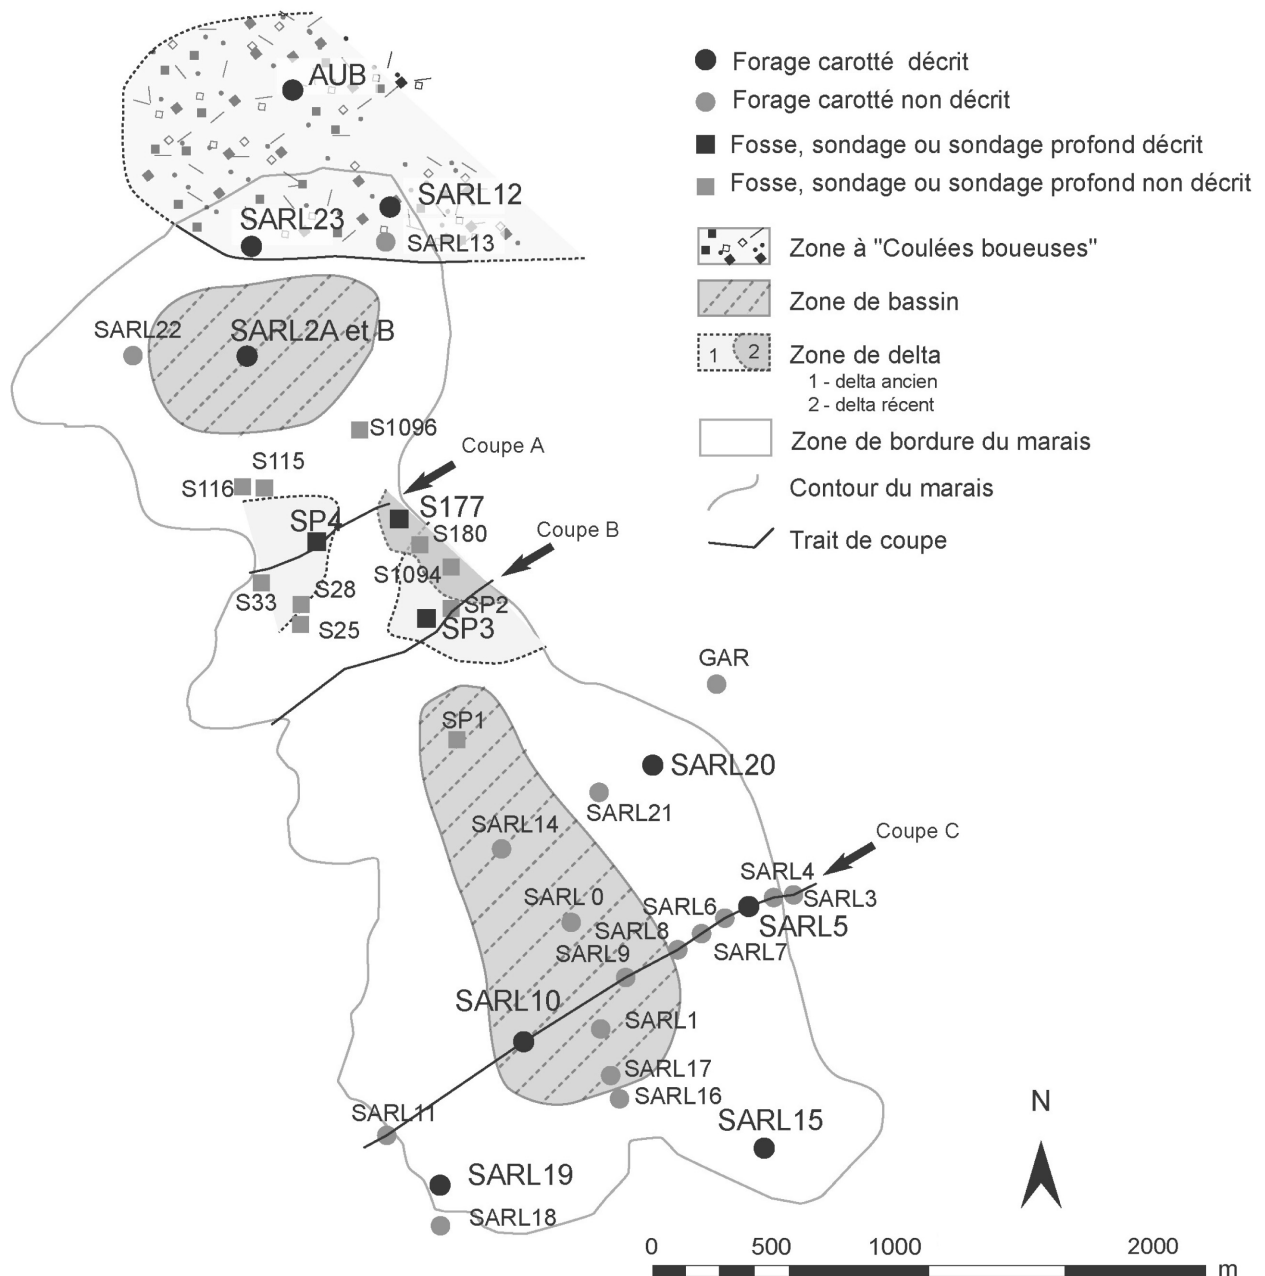 AUB
Forage carotté décrit
Forage carotté non décrit
Fosse, sondage ou sondage profond décrit
Fosse, sondage ou sondage profond non décrit
SARL12
SARL23
SARL13
Zone à "Coulées boueuses"
Zone de bassin
SARL22
SARL2A et B
1
2
Zone de delta
1 - delta ancien
2 - delta récent
S1096
Zone de bordure du marais
Coupe A
S115
S116
Contour du marais
S177
SP4
Coupe B
S180
Trait de coupe
S1094
S28
S33
SP2
S25
SP3
GAR
SP1
SARL20
SARL21
SARL14
Coupe C
SARL4
SARL 0
SARL6
SARL3
SARL8
SARL5
SARL9
SARL7
SARL10
SARL1
SARL17
SARL16
N
SARL11
SARL15
SARL19
SARL18
0 500 1000 2000
m